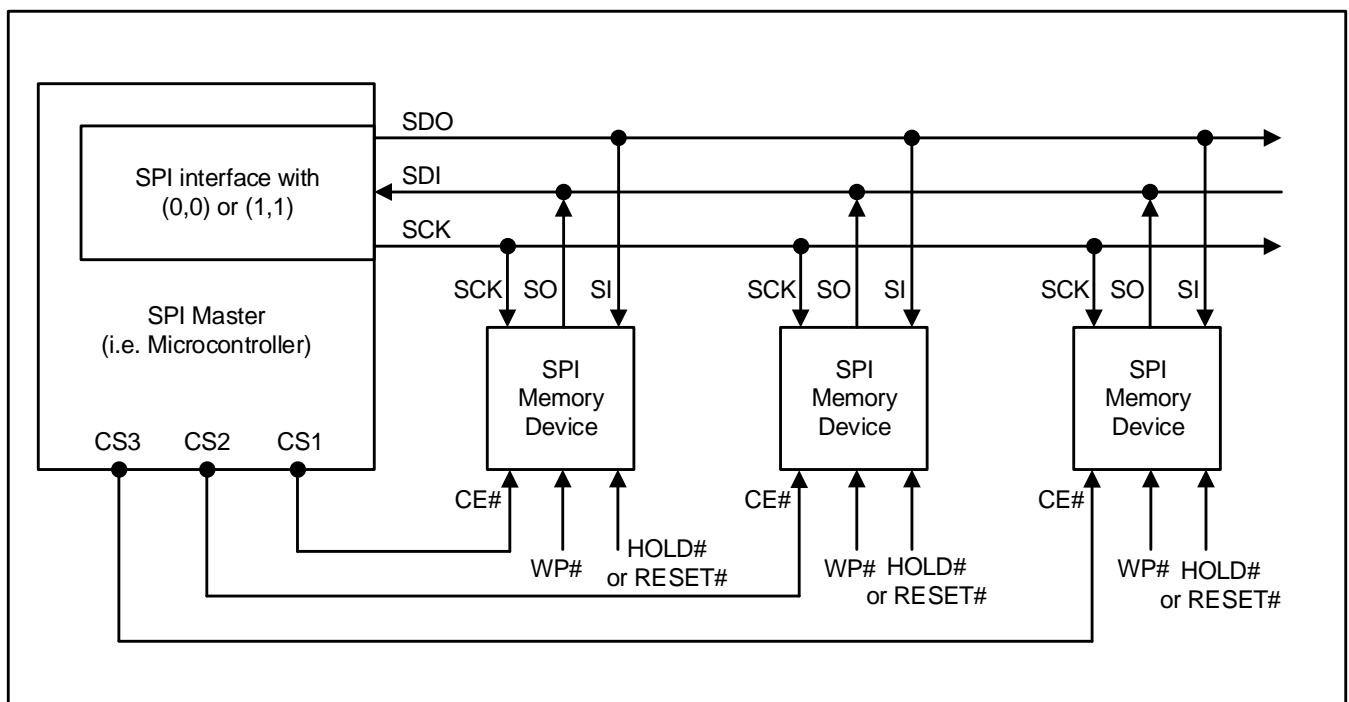 SDO
SDI
SCK
SPI interface with
(0,0) or (1,1)
SPI Master
(i.e. Microcontroller)
CS3 CS2 CS1
SCK SO SI
SPI
Memory
Device
CE#
WP#
HOLD#
or RESET#
SCK SO SI
SPI
Memory
Device
CE#
WP#
HOLD#
or RESET#
SCK SO SI
SPI
Memory
Device
CE#
WP#
HOLD#
or RESET#